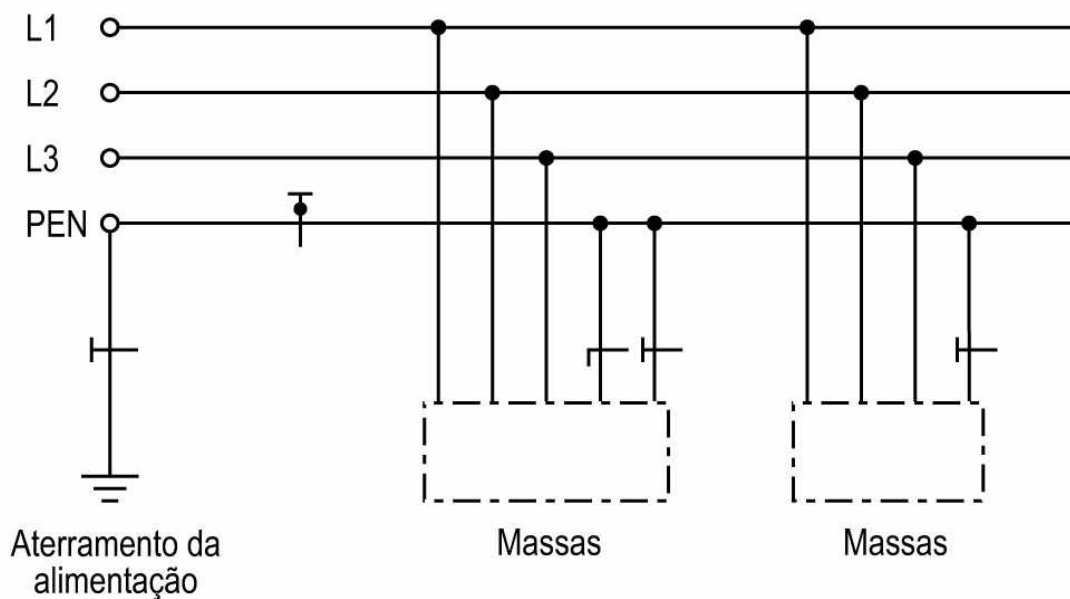 L1
L2
L3
PEN
Aterramento da
alimentação
Massas
Massas